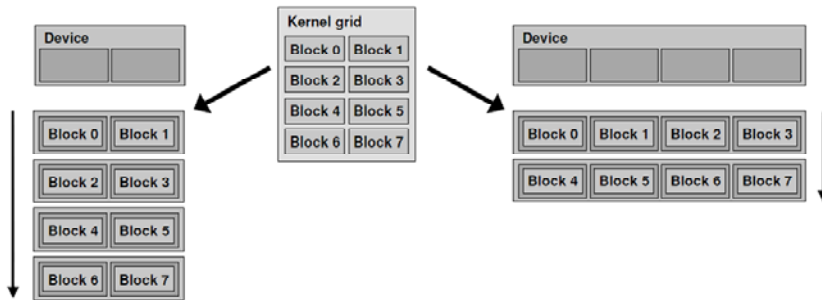 Kernel grid
Block 0 Block 1
Block 2 Block 3
Block 4 Block 5
Block 6 Block 7
Device
Block 0 Block 1
Block 2 Block 3
Block 4 Block 5
Block 6 Block 7
Device
Block 0 Block 1 Block 2 Block 3
Block 4 Block 5 Block 6 Block 7